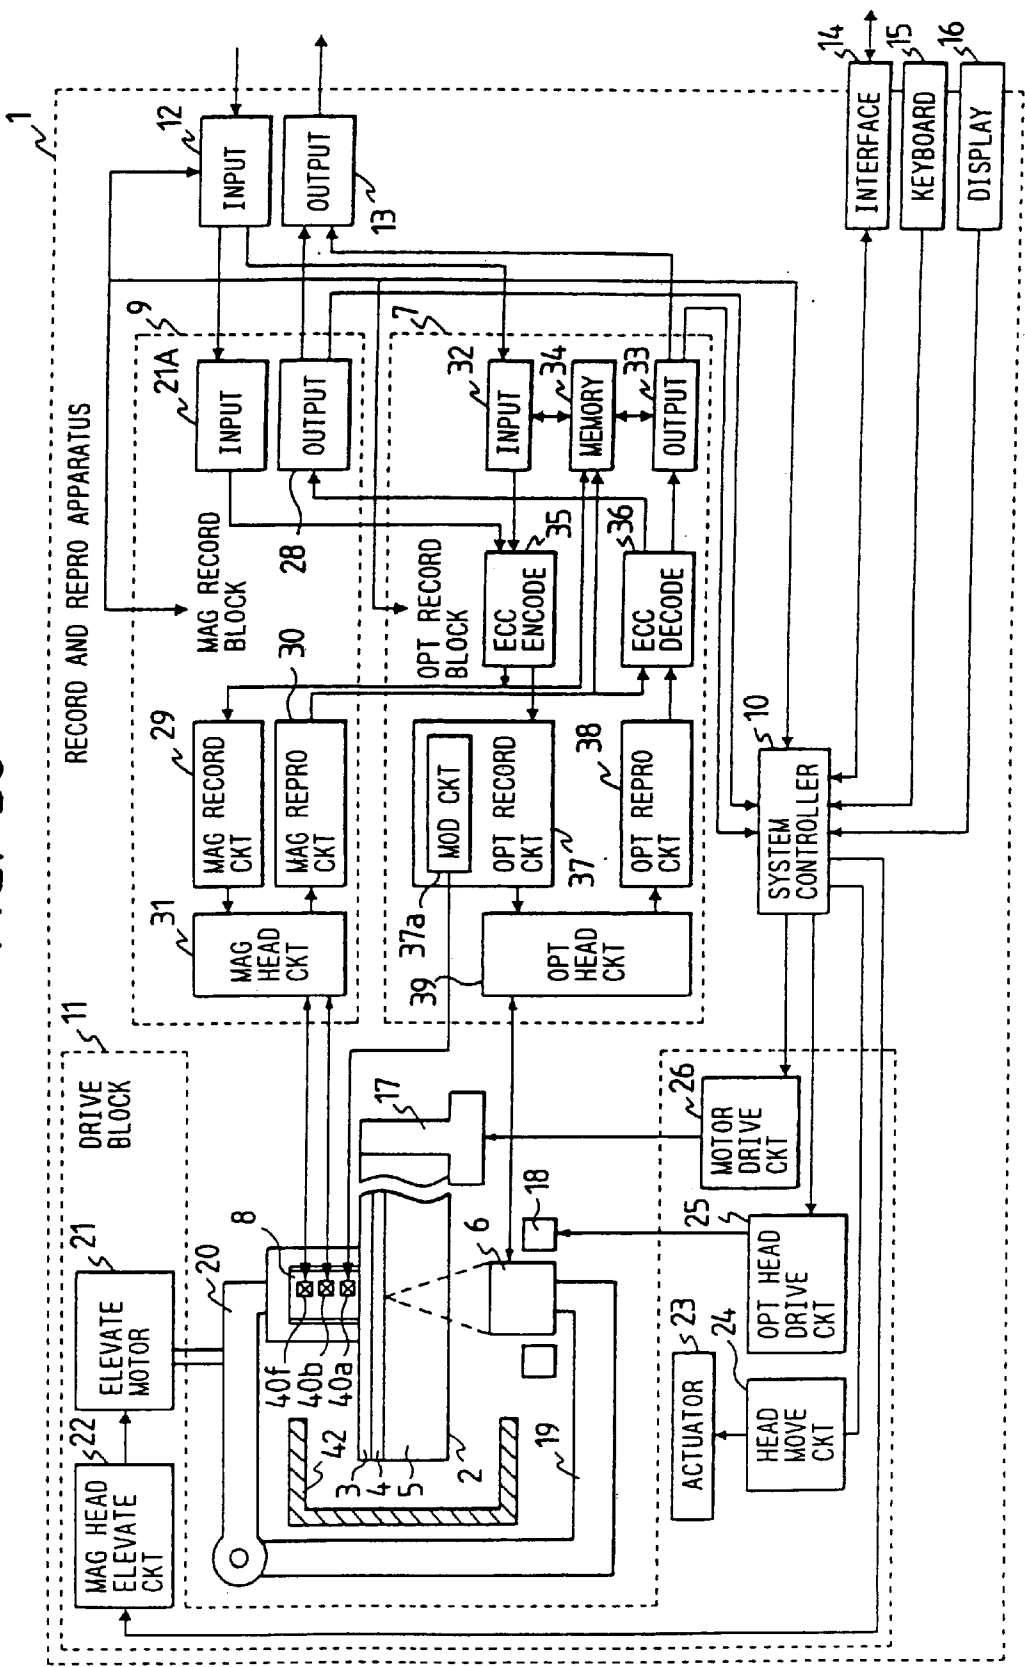 1
RECORD AND REPRO APPARATUS
11
DRIVE
BLOCK
22
MAG HEAD
ELEVATE
CKT
21
ELEVATE
MOTOR
20
8
40f
40b
40a
42
3
4
5
2
19
17
6
18
9
MAG RECORD
BLOCK
31
MAG
HEAD
CKT
29
MAG RECORD
CKT
30
MAG REPRO
CKT
21A
INPUT
OUTPUT
28
12
INPUT
OUTPUT
13
7
OPT RECORD
BLOCK
37a
MOD CKT
OPT RECORD
CKT
37
39
OPT
HEAD
CKT
38
OPT REPRO
CKT
35
ECC
ENCODE
36
ECC
DECODE
32
INPUT
34
MEMORY
33
OUTPUT
10
SYSTEM
CONTROLLER
14
INTERFACE
15
KEYBOARD
16
DISPLAY
23
ACTUATOR
24
HEAD
MOVE
CKT
25
OPT HEAD
DRIVE
CKT
26
MOTOR
DRIVE
CKT